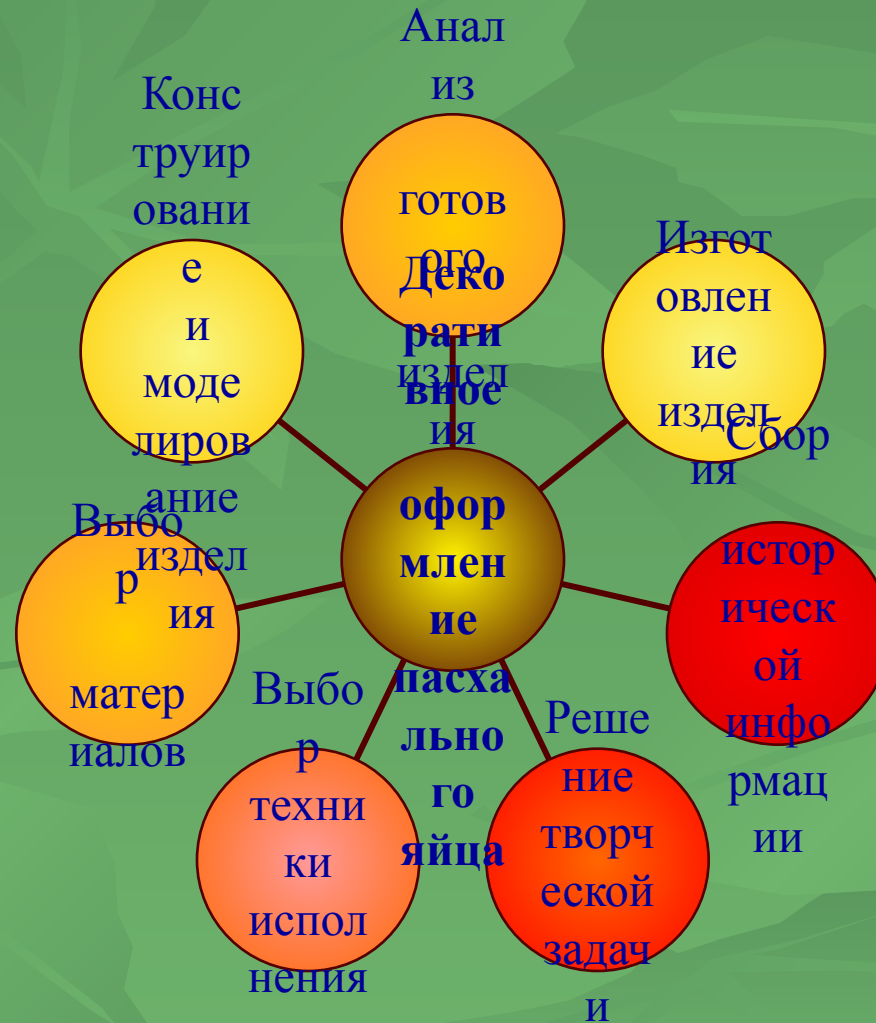 Анал
из
готов
ого
издел
ия
Изгот
овлен
ие
издел
ия
Сбор
истор
ическ
ой
инфо
рмац
ии
Реше
ние
творч
еской
задач
и
Выбо
р
техни
ки
испол
нения
Выбо
р
матер
иалов
Конс
труир
овани
е
и
моде
лиров
ание
издел
ия
Деко
рати
вное
офор
млен
ие
пасха
льно
го
яйца